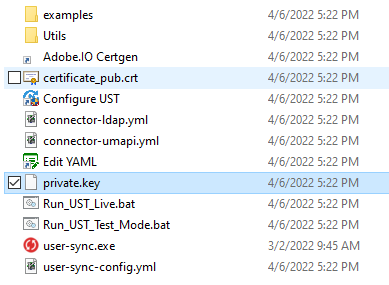 examples 4/6/2022 5:22 PM
Utils 4/6/2022 5:22 PM
Adobe.IO Certgen 4/6/2022 5:22 PM
certificate_pub.crt 4/6/2022 5:22 PM
Configure UST 4/6/2022 5:22 PM
connector-ldap.yml 4/6/2022 5:22 PM
connector-umapi.yml 4/6/2022 5:22 PM
Edit YAML 4/6/2022 5:22 PM
private.key 4/6/2022 5:22 PM
Run_UST_Live.bat 4/6/2022 5:22 PM
Run_UST_Test_Mode.bat 4/6/2022 5:22 PM
user-sync.exe 3/2/2022 9:45 AM
user-sync-config.yml 4/6/2022 5:22 PM